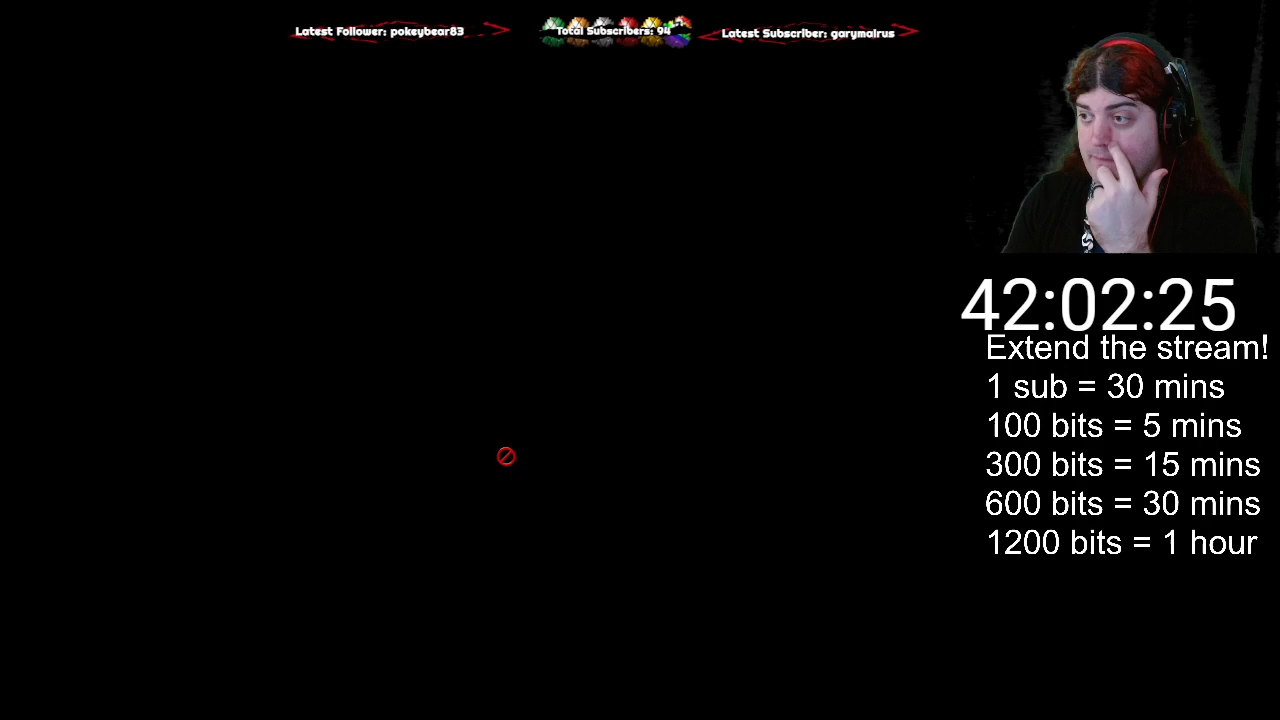 Latest Follower: pokeybear83
Total Subscribers: 94
Latest Subscriber: garymairus
42:02:25
Extend the stream!
1 sub = 30 mins
100 bits = 5 mins
300 bits = 15 mins
600 bits = 30 mins
1200 bits = 1 hour